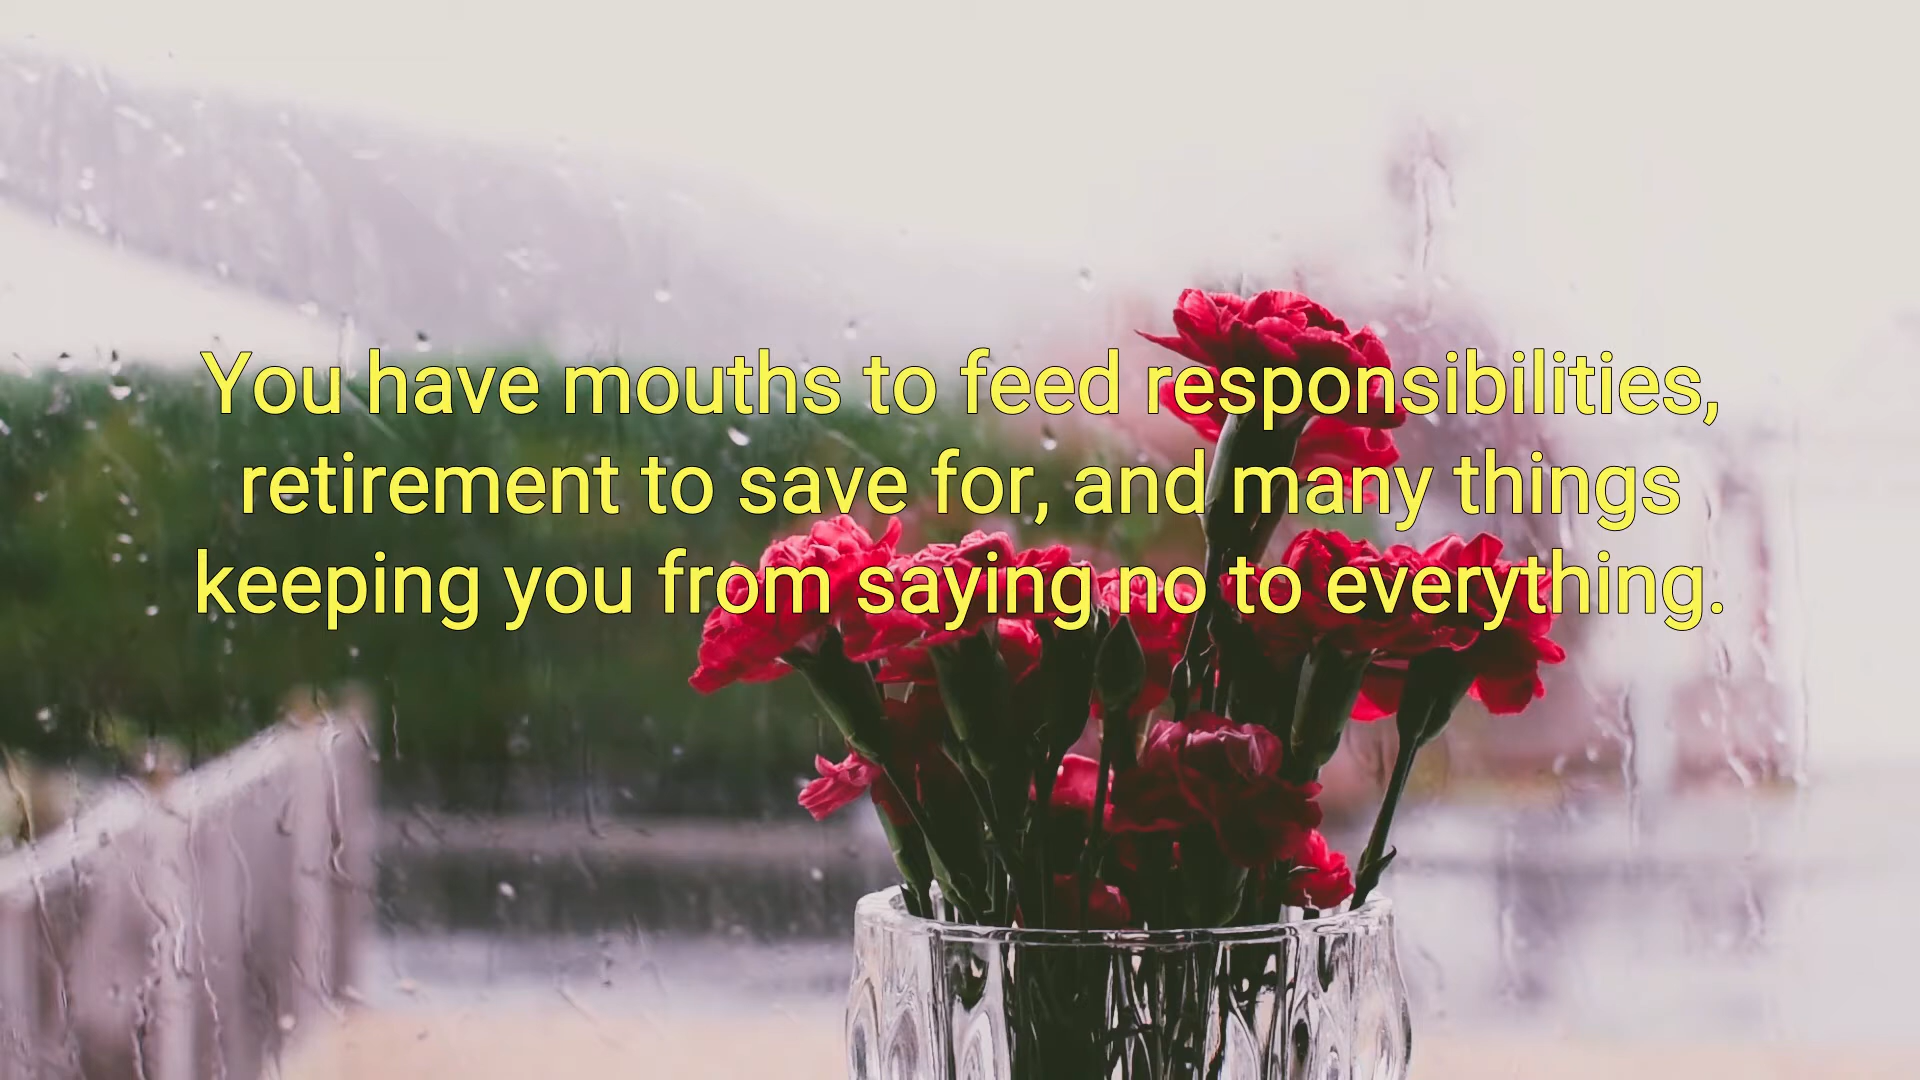 You have mouths to feed responsibilities,
retirement to save for, and many things
keeping you from saying no to everything.